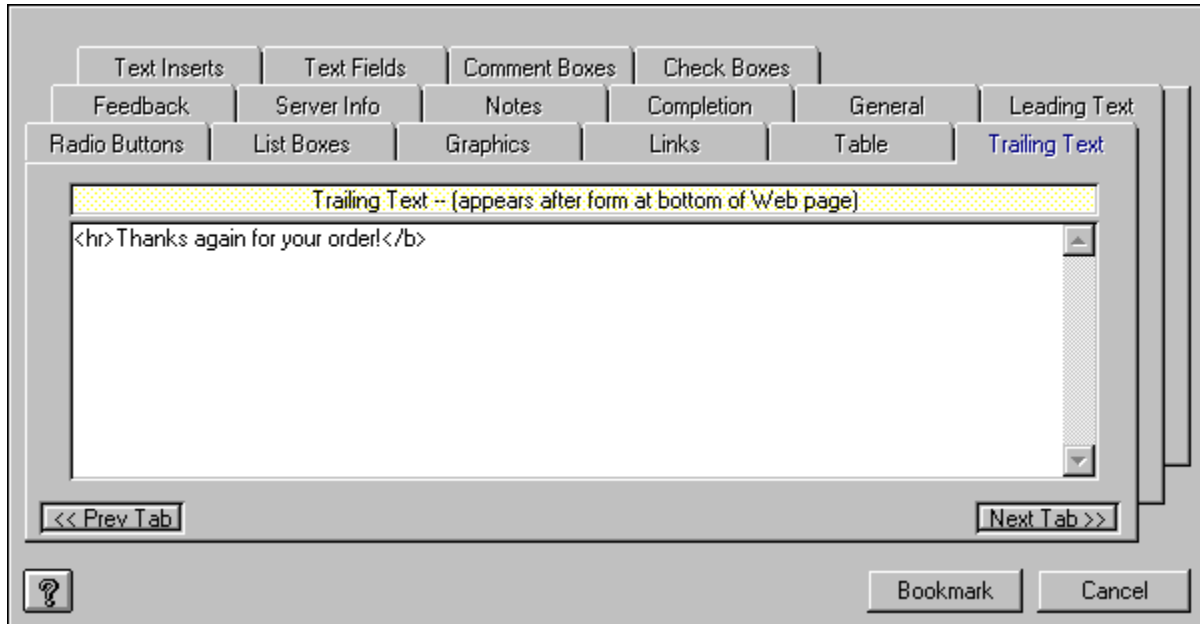 Text Inserts Text Fields Comment Boxes Check Boxes
Feedback Server Info Notes Completion General Leading Text
Radio Buttons List Boxes Graphics Links Table Trailing Text
Trailing Text -- (appears after form at bottom of Web page)
<hr>Thanks again for your order!</b>
<< Prev Tab Next Tab >>
? Bookmark Cancel